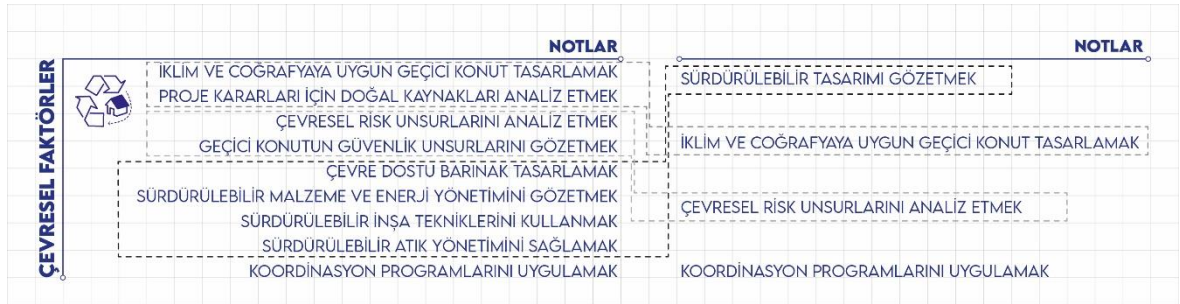 ÇEVRESEL FAKTÖRLER
NOTLAR
İKLİM VE COĞRAFYAYA UYGUN GEÇİCİ KONUT TASARLAMAK
PROJE KARARLARI İÇİN DOĞAL KAYNAKLARI ANALİZ ETMEK
ÇEVRESEL RİSK UNSURLARINI ANALİZ ETMEK
GEÇİCİ KONUTUN GÜVENLİK UNSURLARINI GÖZETMEK
ÇEVRE DOSTU BARINAK TASARLAMAK
SÜRDÜRÜLEBİLİR MALZEME VE ENERJİ YÖNETİMİNİ GÖZETMEK
SÜRDÜRÜLEBİLİR İNŞA TEKNİKLERİNİ KULLANMAK
SÜRDÜRÜLEBİLİR ATIK YÖNETİMİNİ SAĞLAMAK
KOORDİNASYON PROGRAMLARINI UYGULAMAK
NOTLAR
SÜRDÜRÜLEBİLİR TASARIMI GÖZETMEK
İKLİM VE COĞRAFYAYA UYGUN GEÇİCİ KONUT TASARLAMAK
ÇEVRESEL RİSK UNSURLARINI ANALİZ ETMEK
KOORDİNASYON PROGRAMLARINI UYGULAMAK